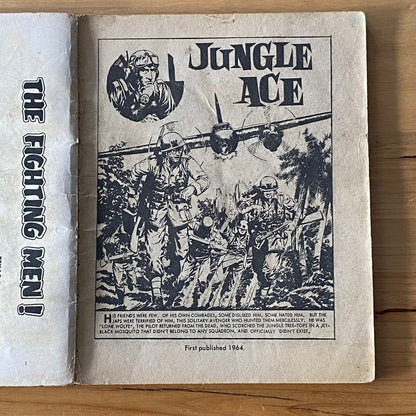 THE FIGHTING MEN!
JUNGLE
ACE
HIS FRIENDS WERE FEW. OF HIS OWN COMRADES, SOME DISLIKED HIM, SOME HATED HIM. BUT THE
JAPS WERE TERRIFIED OF HIM, THIS SOLITARY AVENGER WHO HUNTED THEM MERCILESSLY. HE WAS
"LONE WOLFE", THE PILOT RETURNED FROM THE DEAD, WHO SCORCHED THE JUNGLE TREE-TOPS IN A JET-
BLACK MOSQUITO THAT DIDN'T BELONG TO ANY SQUADRON, AND OFFICIALLY DIDN'T EXIST.
First published 1964.